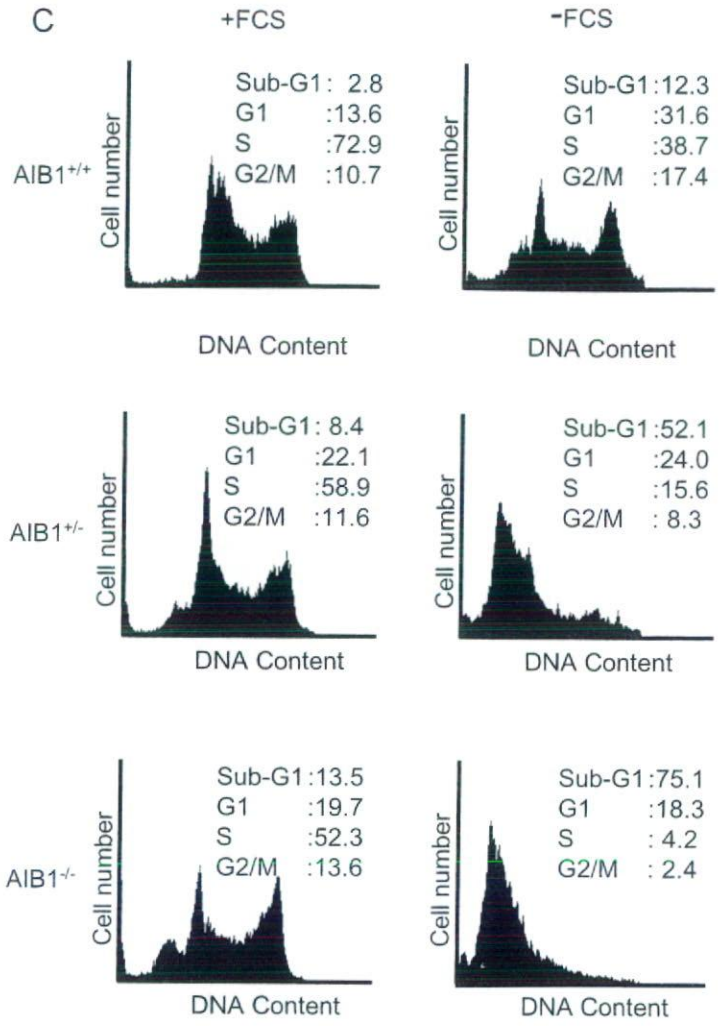 C
+FCS
-FCS
AIB1+/+
Cell number
Sub-G1: 2.8
G1 :13.6
S :72.9
G2/M :10.7
DNA Content
Cell number
Sub-G1:12.3
G1 :31.6
S :38.7
G2/M :17.4
DNA Content
AIB1+/-
Cell number
Sub-G1: 8.4
G1 :22.1
S :58.9
G2/M :11.6
DNA Content
Cell number
Sub-G1:52.1
G1 :24.0
S :15.6
G2/M : 8.3
DNA Content
AIB1-/-
Cell number
Sub-G1:13.5
G1 :19.7
S :52.3
G2/M :13.6
DNA Content
Cell number
Sub-G1:75.1
G1 :18.3
S : 4.2
G2/M : 2.4
DNA Content